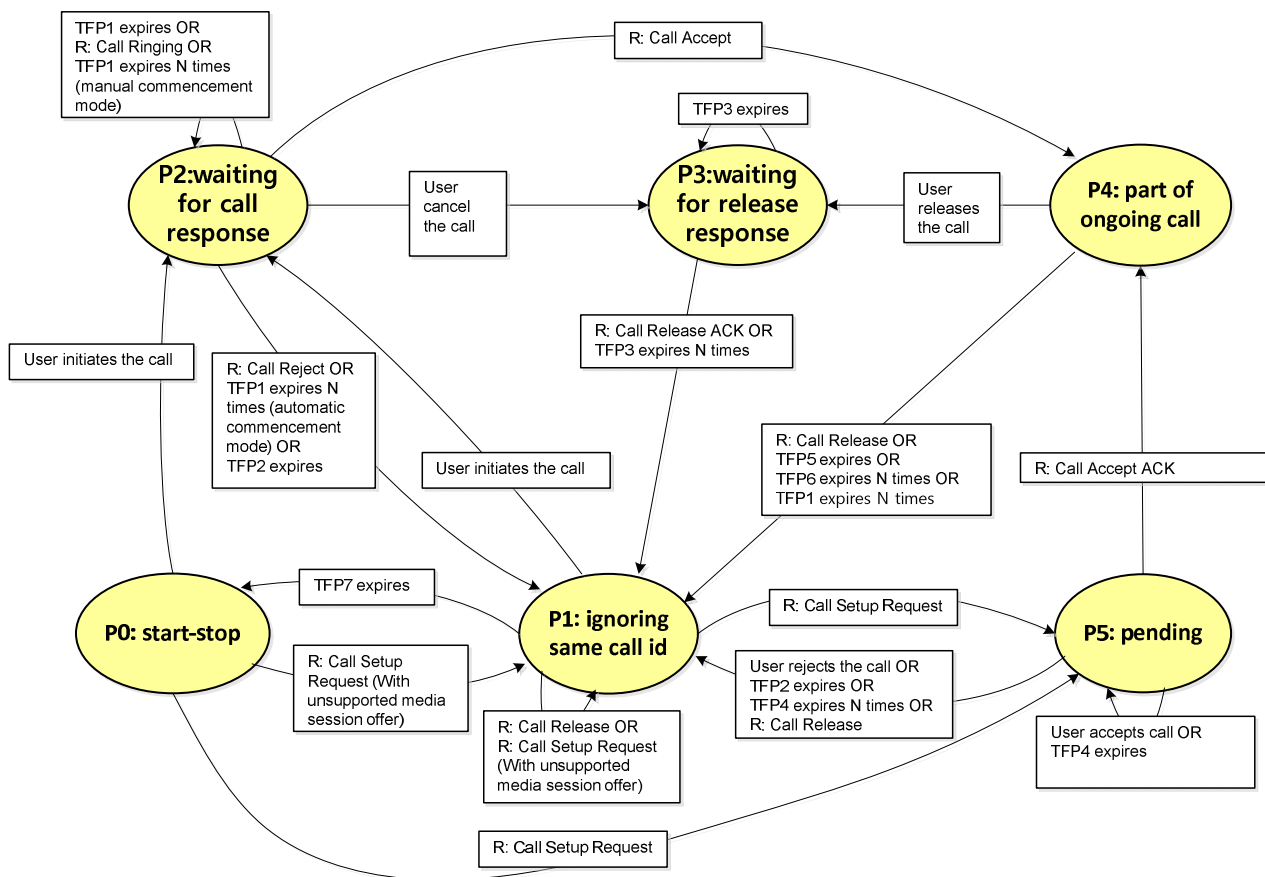 TFP1 expires OR
R: Call Ringing OR
TFP1 expires N times
(manual commencement
mode)
R: Call Accept
TFP3 expires
P2:waiting
for call
response
User
cancel
the call
P3:waiting
for release
response
User
releases
the call
P4: part of
ongoing call
User initiates the call
R: Call Reject OR
TFP1 expires N
times (automatic
commencement
mode) OR
TFP2 expires
User initiates the call
R: Call Release ACK OR
TFP3 expires N times
R: Call Release OR
TFP5 expires OR
TFP6 expires N times OR
TFP1 expires N times
R: Call Accept ACK
P0: start-stop
TFP7 expires
P1: ignoring
same call id
R: Call Setup Request
P5: pending
R: Call Setup
Request (With
unsupported media
session offer)
R: Call Release OR
R: Call Setup Request
(With unsupported
media session offer)
User rejects the call OR
TFP2 expires OR
TFP4 expires N times OR
R: Call Release
User accepts call OR
TFP4 expires
R: Call Setup Request